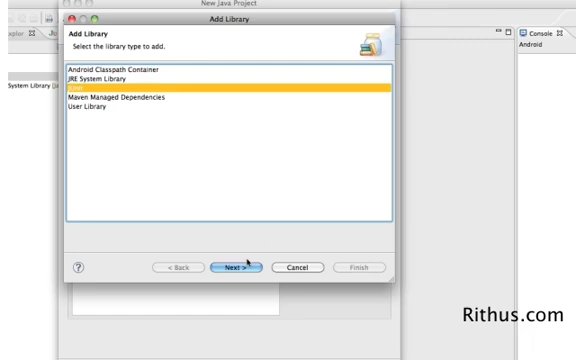 New Java Project
Add Library
Add Library
Select the library type to add.
Android Classpath Container
JRE System Library
JUnit
Maven Managed Dependencies
User Library
System Library
Console
Android
< Back
Next >
Cancel
Finish
Rithus.com